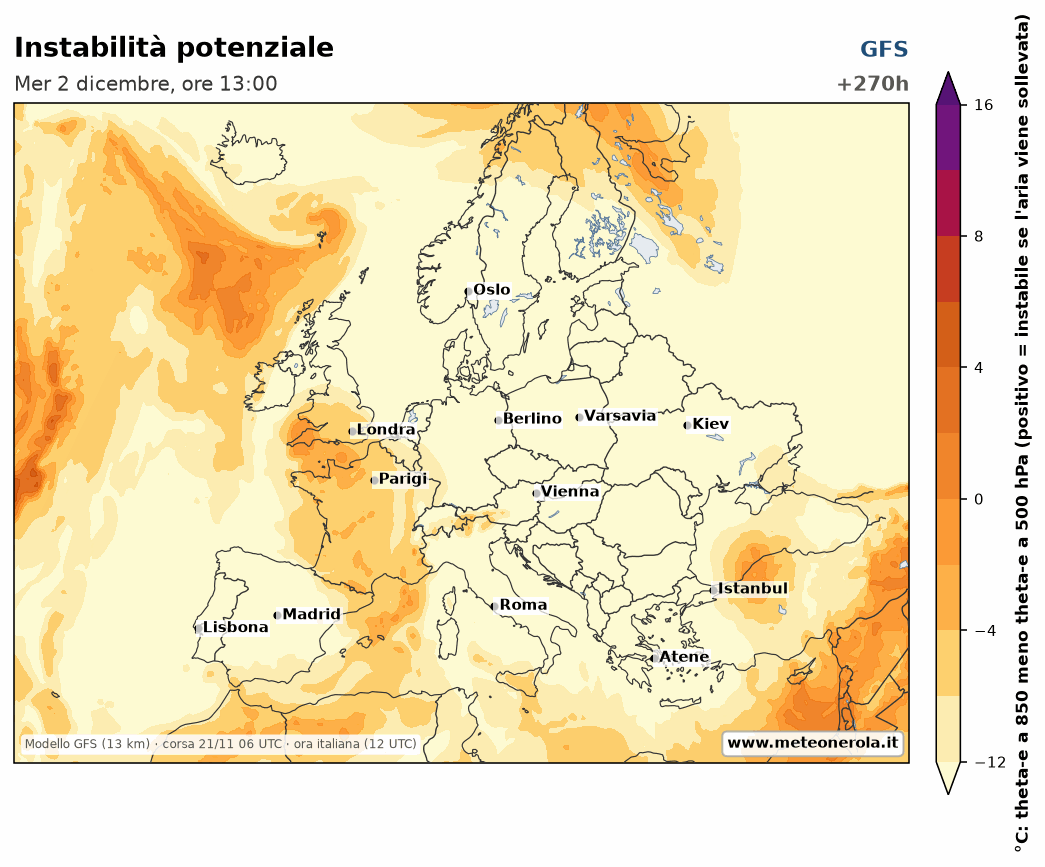 Instabilità potenziale
GFS
Mer 2 dicembre, ore 13:00
+270h
Oslo
Berlino
Varsavia
Kiev
Londra
Parigi
Vienna
Istanbul
Roma
Madrid
Lisbona
Atene
Modello GFS (13 km) · corsa 21/11 06 UTC · ora italiana (12 UTC)
www.meteonerola.it
16
8
4
0
−4
−12
°C: theta-e a 850 meno theta-e a 500 hPa (positivo = instabile se l'aria viene sollevata)